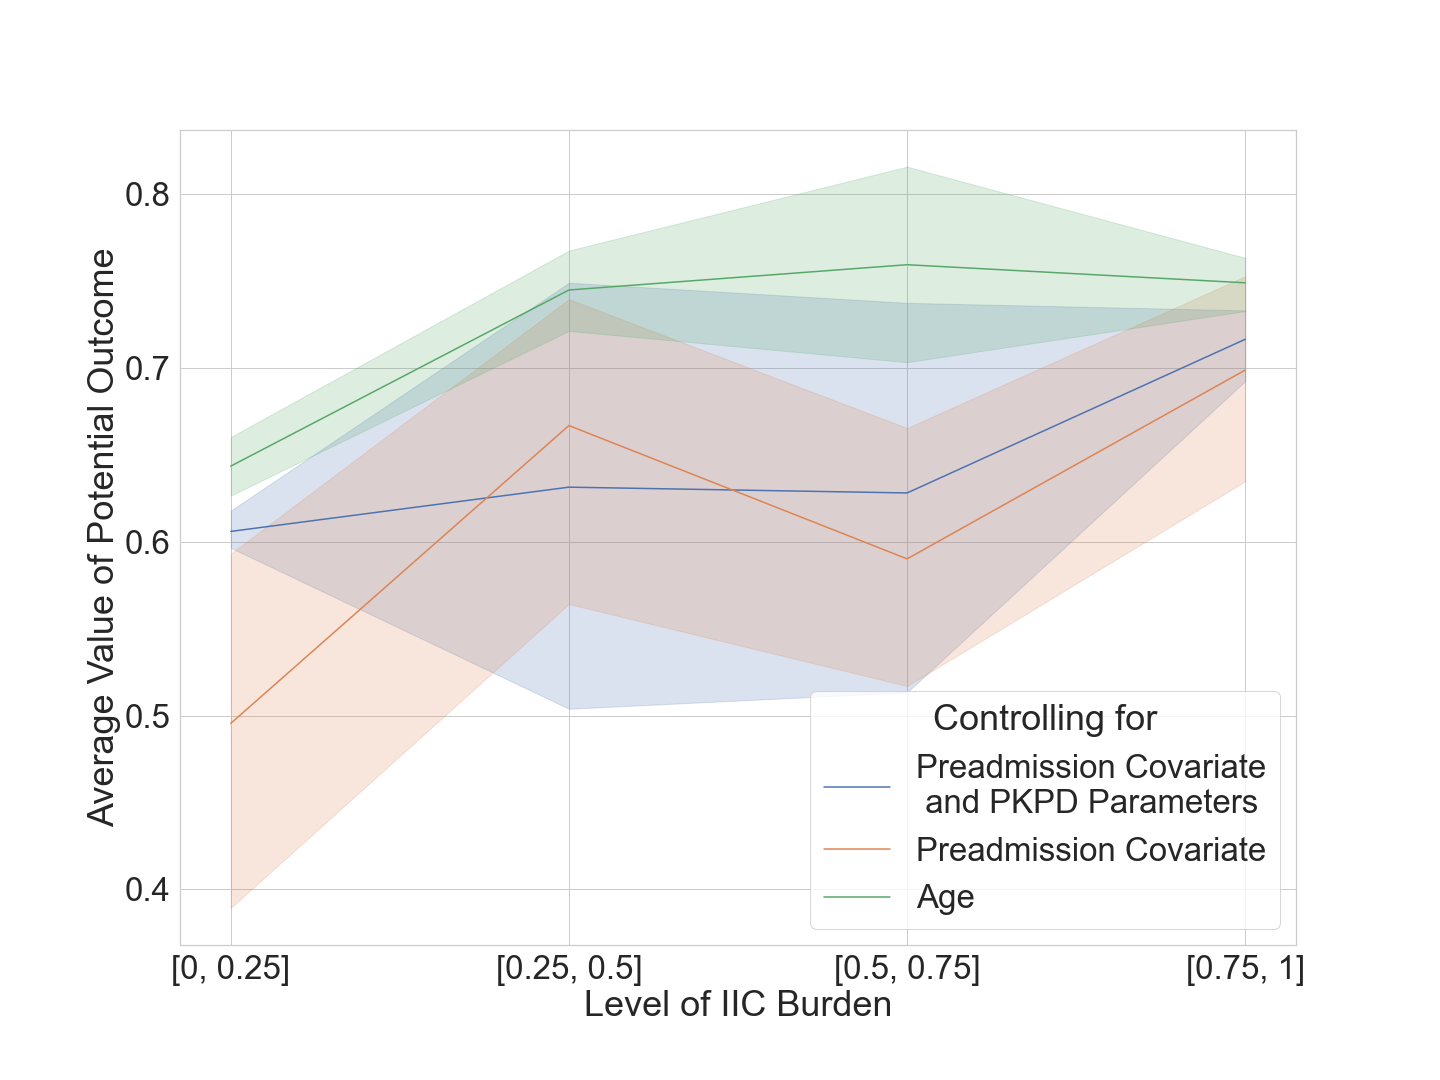 Average Value of Potential Outcome
0.8
0.7
0.6
0.5
0.4
Controlling for
Preadmission Covariate
and PKPD Parameters
Preadmission Covariate
Age
[0, 0.25]
[0.25, 0.5]
[0.5, 0.75]
[0.75, 1]
Level of IIC Burden